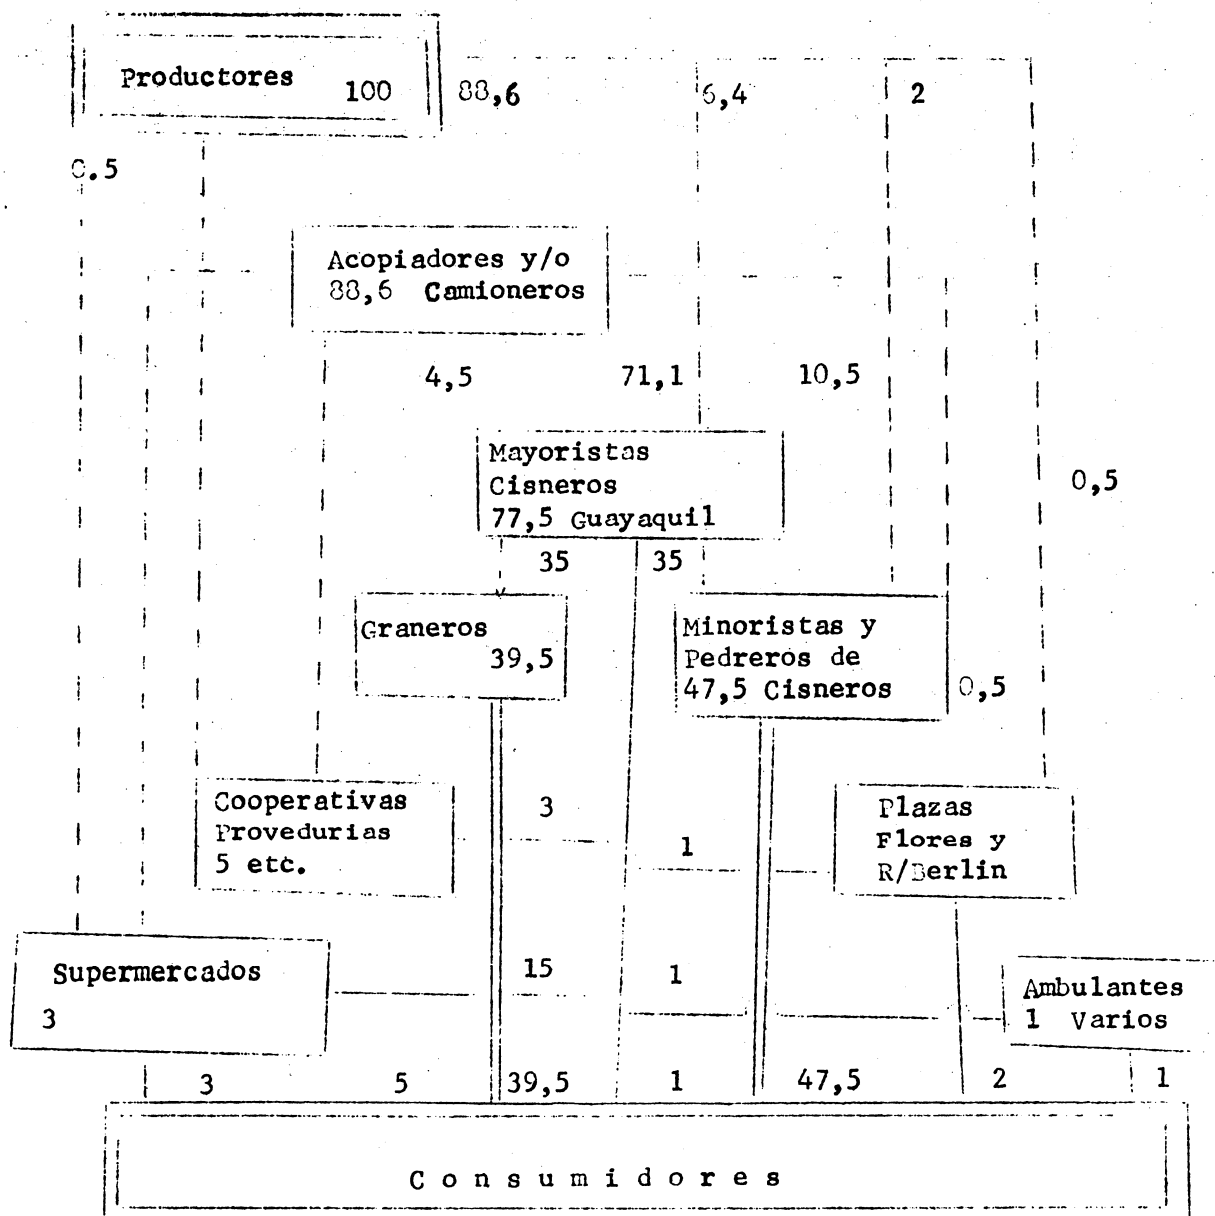 Productores 100 88,6 6,4 2
0.5
Acopiadores y/o
88,6 Camioneros
4,5 71,1 10,5
Mayoristas
Cisneros
77,5 Guayaquil
0,5
35 35
Graneros
39,5
Minoristas y
Pedreros de
47,5 Cisneros
0,5
Cooperativas
Provedurias
5 etc.
3
1
Plazas
Flores y
R/Berlin
Supermercados
3
15 1
Ambulantes
1 Varios
3 5 39,5 1 47,5 2 1
Consumidores